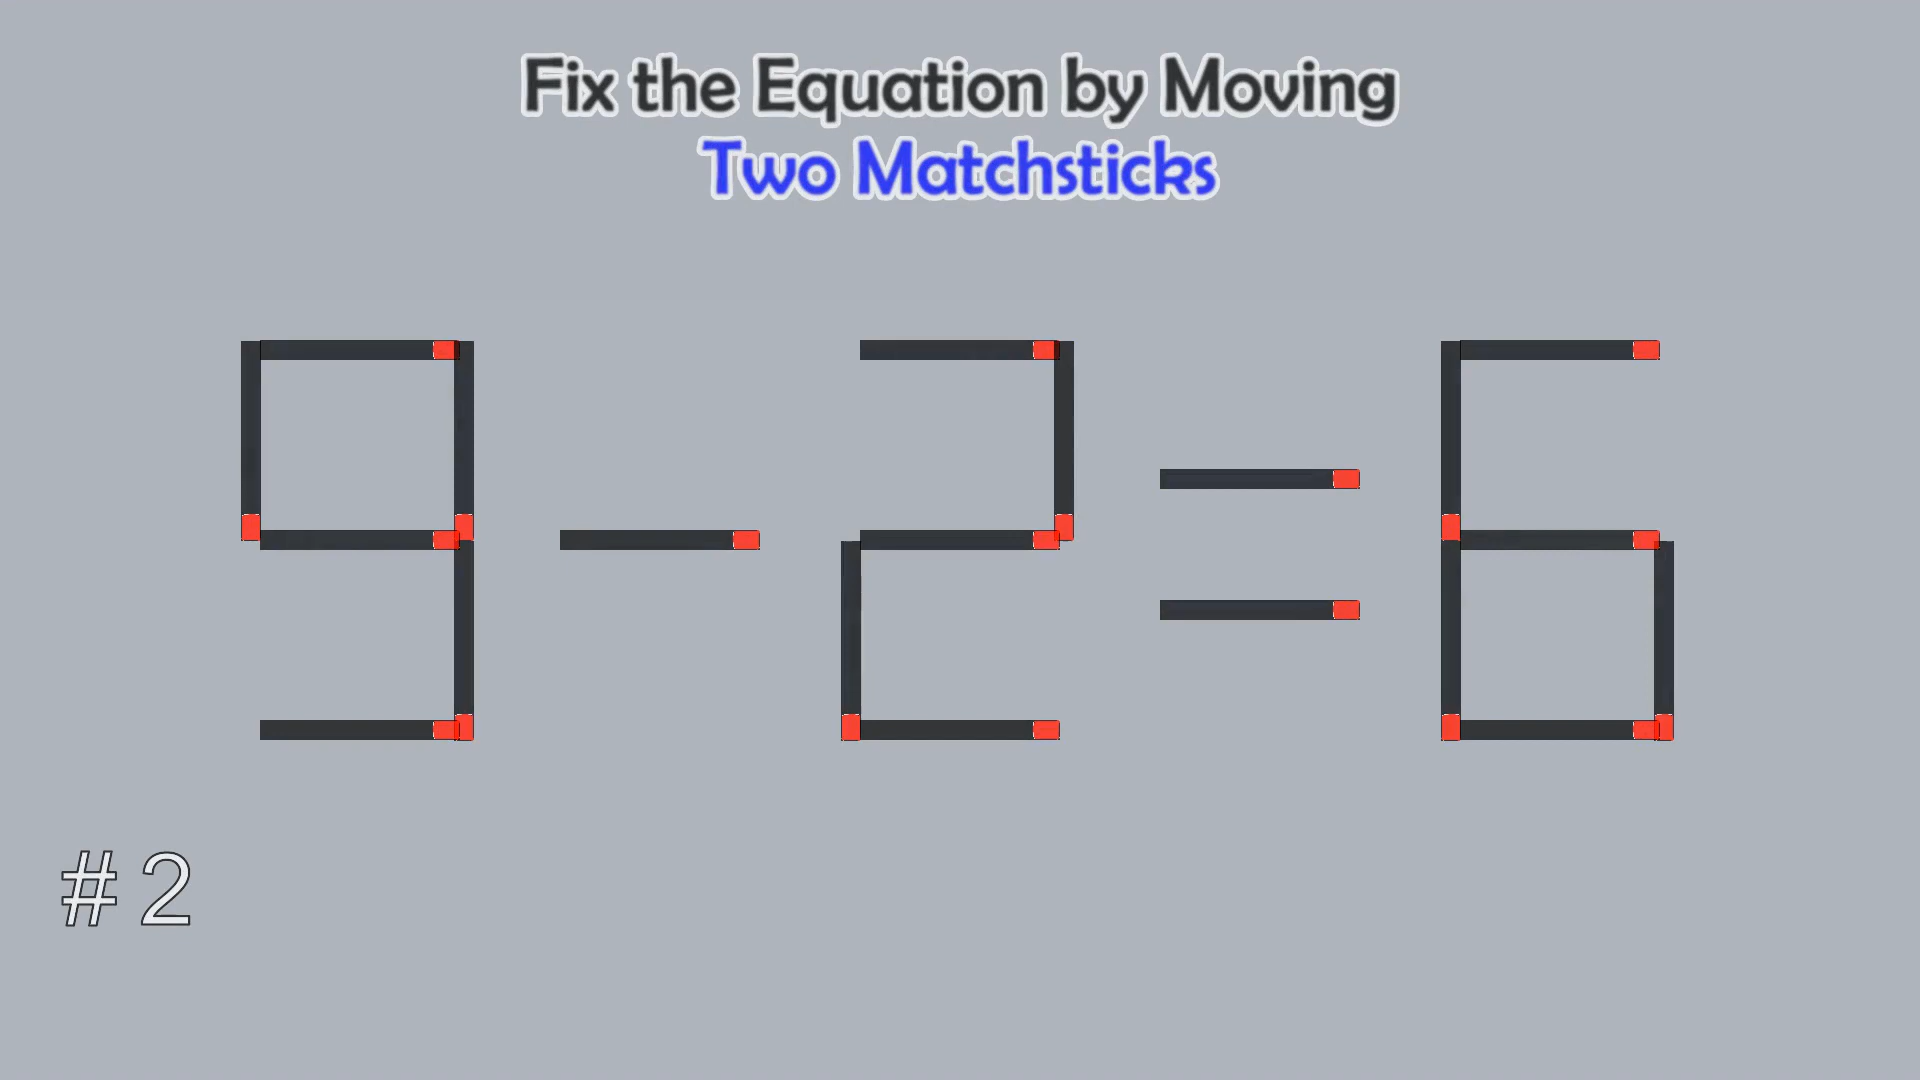 Fix the Equation by Moving
Two Matchsticks
9-2=6
#2